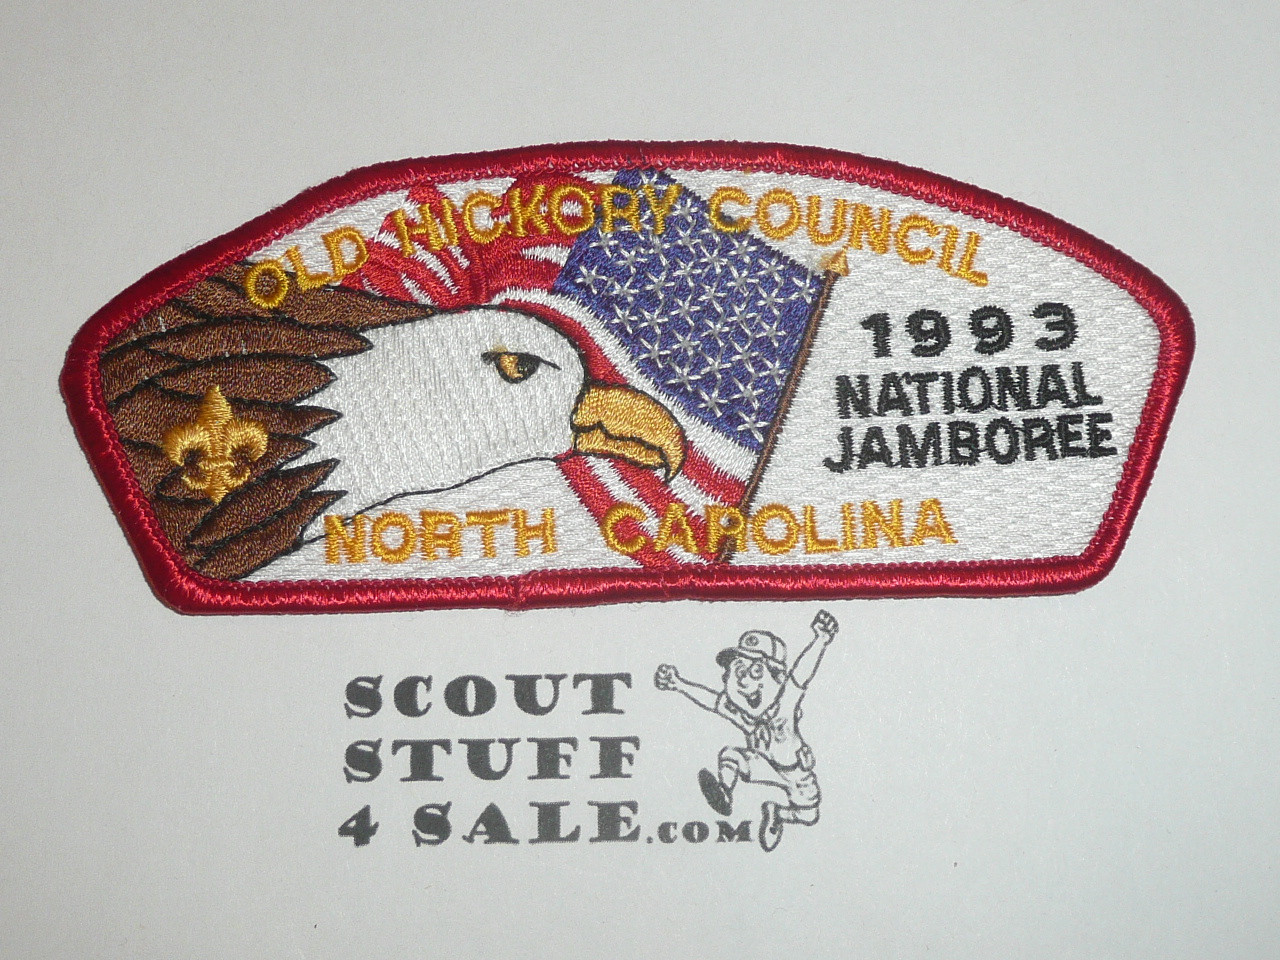 OLD HICKORY COUNCIL
1993
NATIONAL
JAMBOREE
NORTH CAROLINA
SCOUT
STUFF
4 SALE.COM